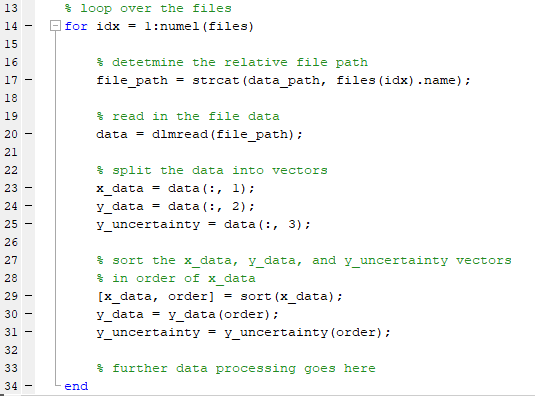 13 % loop over the files
14 – for idx = 1:numel(files)
15
16 % detetmine the relative file path
17 – file_path = strcat(data_path, files(idx).name);
18
19 % read in the file data
20 – data = dlmread(file_path);
21
22 % split the data into vectors
23 – x_data = data(:, 1);
24 – y_data = data(:, 2);
25 – y_uncertainty = data(:, 3);
26
27 % sort the x_data, y_data, and y_uncertainty vectors
28 % in order of x_data
29 – [x_data, order] = sort(x_data);
30 – y_data = y_data(order);
31 – y_uncertainty = y_uncertainty(order);
32
33 % further data processing goes here
34 – end